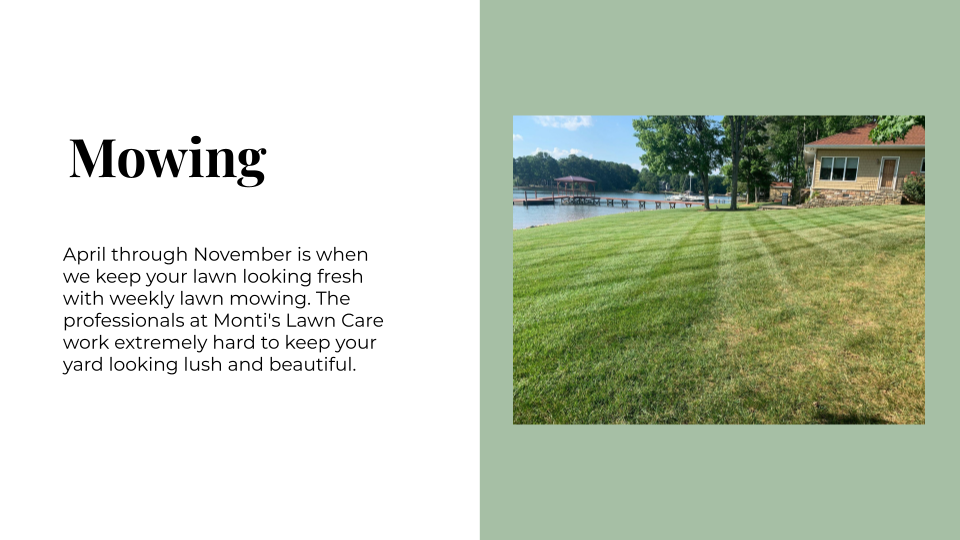 Mowing
April through November is when
we keep your lawn looking fresh
with weekly lawn mowing. The
professionals at Monti's Lawn Care
work extremely hard to keep your
yard looking lush and beautiful.